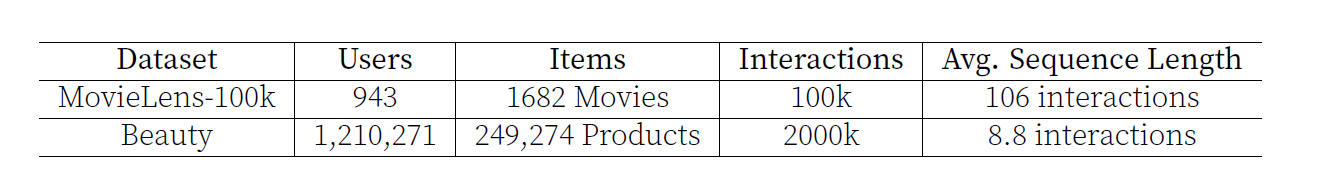 Dataset Users Items Interactions Avg. Sequence Length
MovieLens-100k 943 1682 Movies 100k 106 interactions
Beauty 1,210,271 249,274 Products 2000k 8.8 interactions